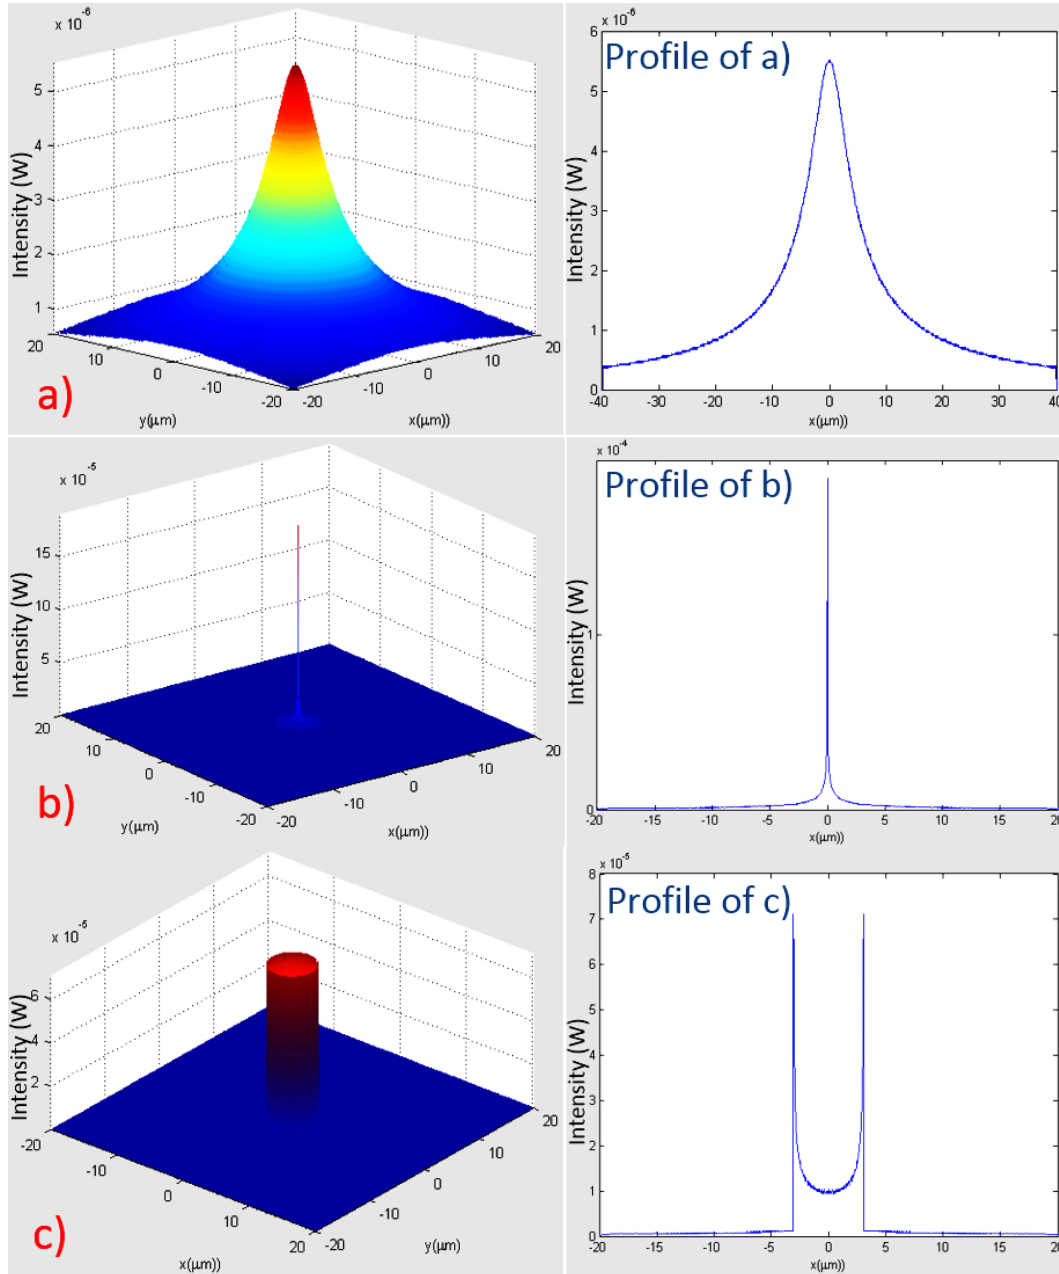 x 10⁻⁶
5
4
3
2
1
Intensity (W)
20
10
0
-10
-20
y(μm)
-20
-10
0
10
20
x(μm))
a)
x 10⁻⁶
Profile of a)
6
5
4
3
2
1
0
Intensity (W)
-40 -30 -20 -10 0 10 20 30 40
x(μm))
x 10⁻⁵
15
10
5
Intensity (W)
20
10
0
-10
-20
y(μm)
-20
-10
0
10
20
x(μm))
b)
x 10⁻⁴
Profile of b)
1
0
Intensity (W)
-20 -15 -10 -5 0 5 10 15 20
x(μm))
x 10⁻⁵
6
4
2
Intensity (W)
-20
-10
0
10
20
x(μm))
-20
-10
0
10
20
y(μm)
c)
x 10⁻⁵
Profile of c)
8
7
6
5
4
3
2
1
0
Intensity (W)
-20 -15 -10 -5 0 5 10 15 20
x(μm))